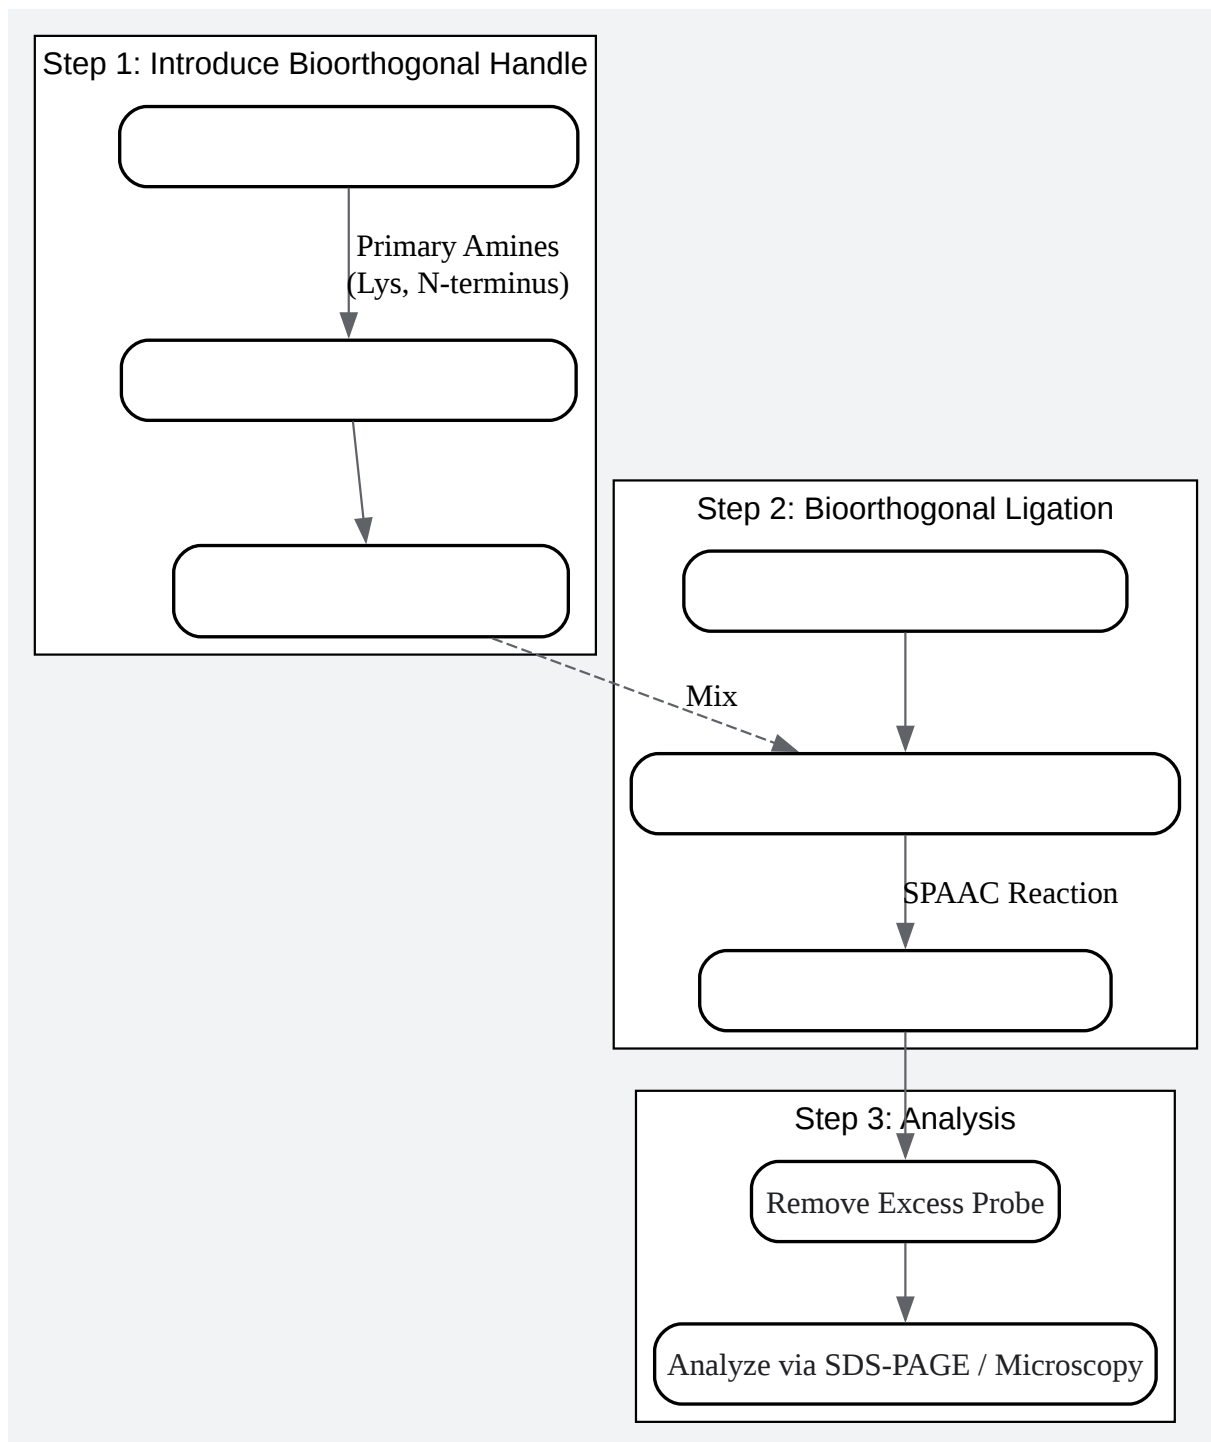 Step 1: Introduce Bioorthogonal Handle
Primary Amines
(Lys, N-terminus)
Step 2: Bioorthogonal Ligation
Mix
SPAAC Reaction
Step 3: Analysis
Remove Excess Probe
Analyze via SDS-PAGE / Microscopy